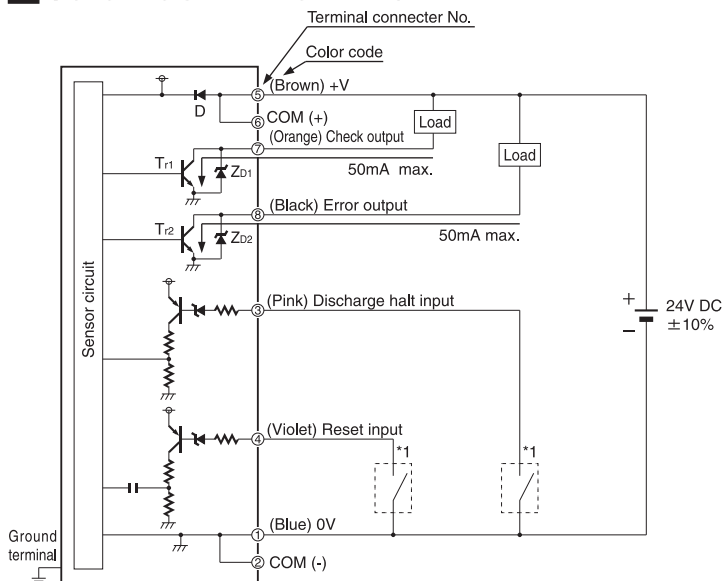 Terminal connecter No.
Color code
⑤ (Brown) +V
D
⑥ COM (+)
⑦ (Orange) Check output
Load
Load
Tr1
ZD1
50mA max.
⑧ (Black) Error output
Tr2
ZD2
50mA max.
Sensor circuit
③ (Pink) Discharge halt input
+
−
24V DC
±10%
④ (Violet) Reset input
*1
*1
① (Blue) 0V
Ground
terminal
② COM (-)